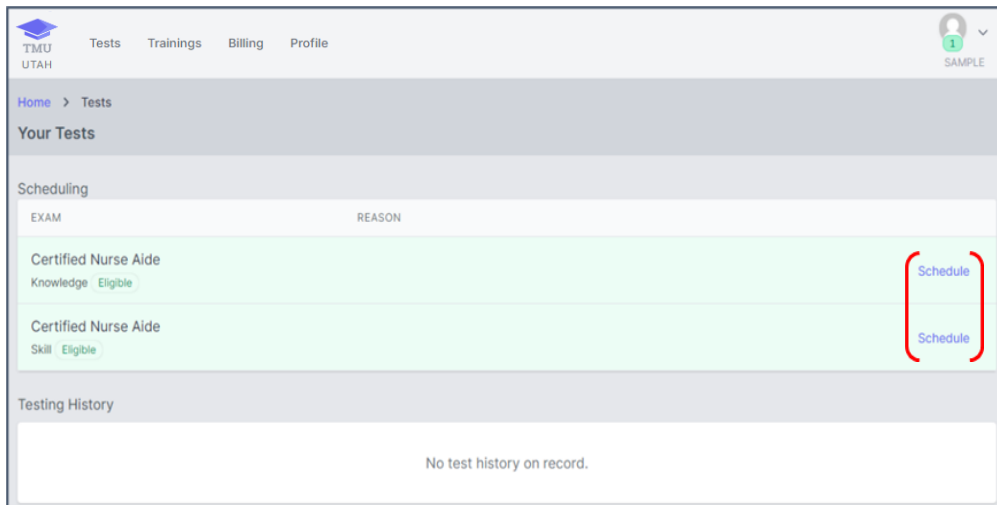 TMU
UTAH
Tests Trainings Billing Profile
1
SAMPLE
Home > Tests
Your Tests
Scheduling
EXAM REASON
Certified Nurse Aide
Knowledge Eligible
Schedule
Certified Nurse Aide
Skill Eligible
Schedule
Testing History
No test history on record.